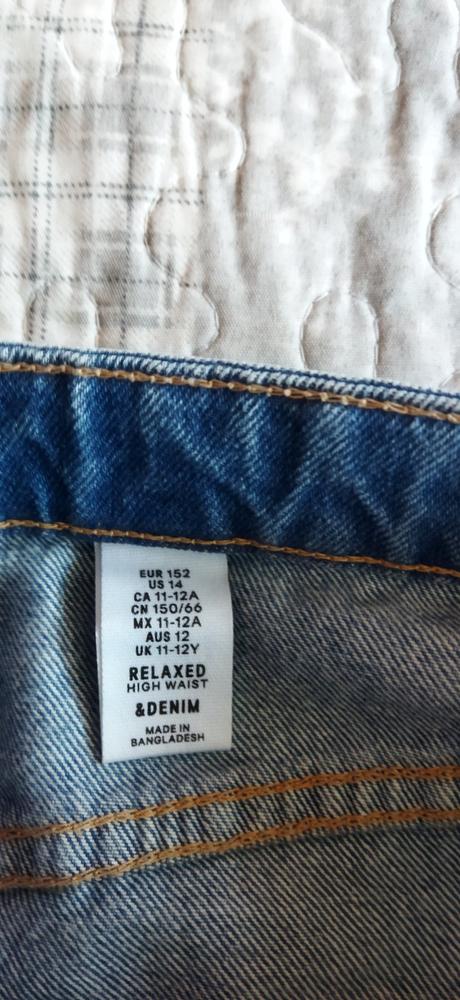 EUR 152
US 14
CA 11-12A
CN 150/66
MX 11-12A
AUS 12
UK 11-12Y
RELAXED
HIGH WAIST
&DENIM
MADE IN
BANGLADESH